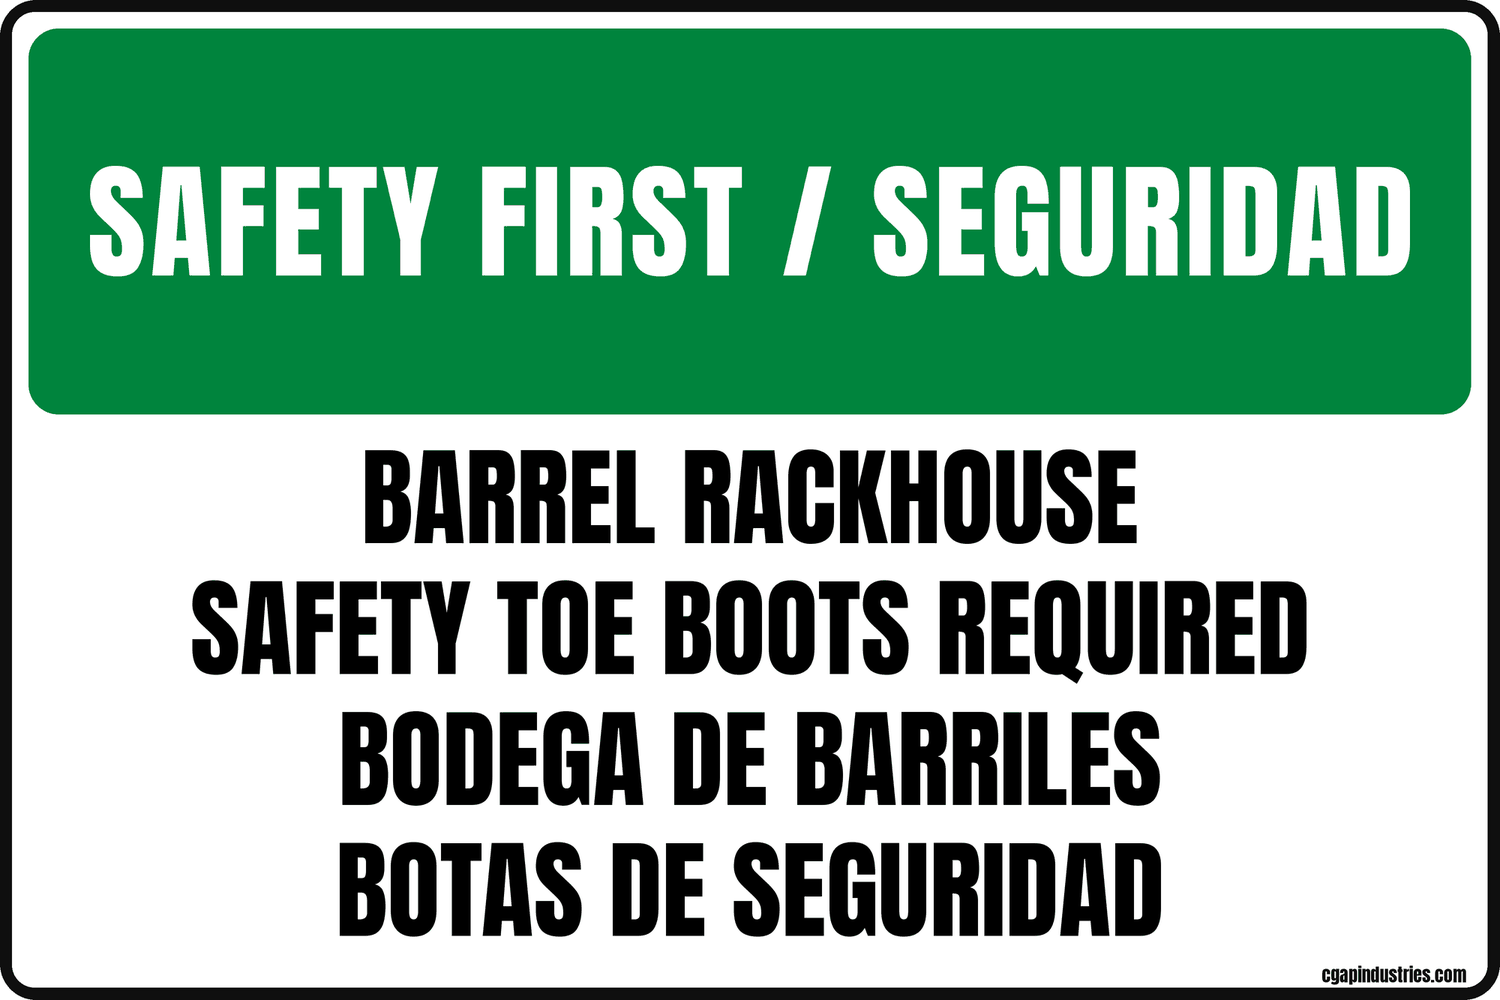 SAFETY FIRST / SEGURIDAD
BARREL RACKHOUSE
SAFETY TOE BOOTS REQUIRED
BODEGA DE BARRILES
BOTAS DE SEGURIDAD
cgapindustries.com